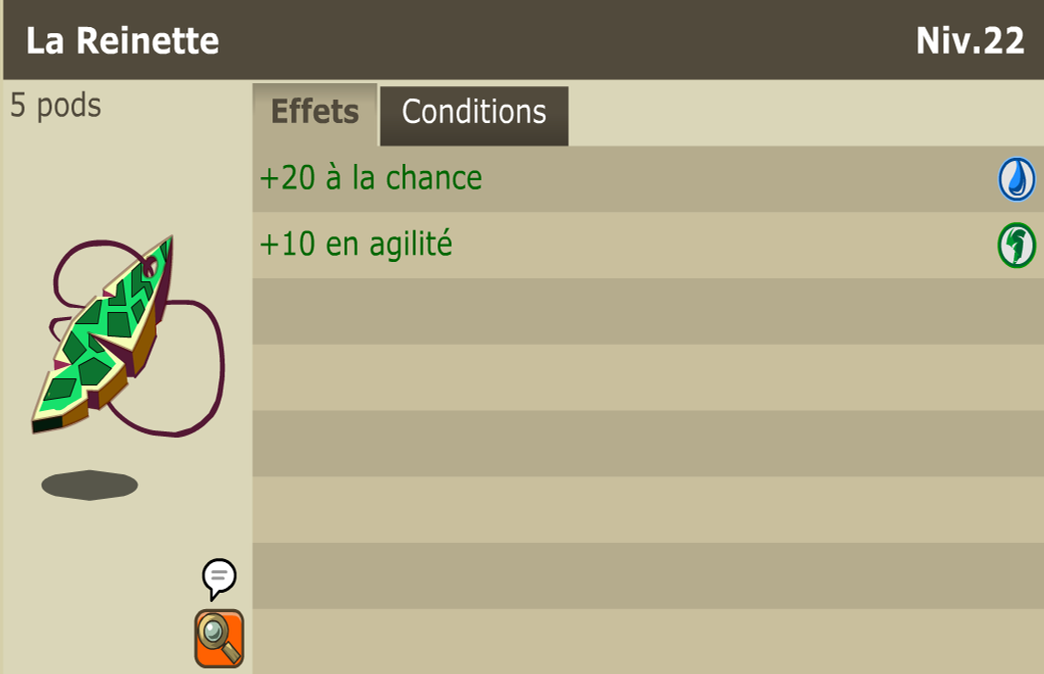 La Reinette
Niv.22
5 pods
Effets
Conditions
+20 à la chance
+10 en agilité